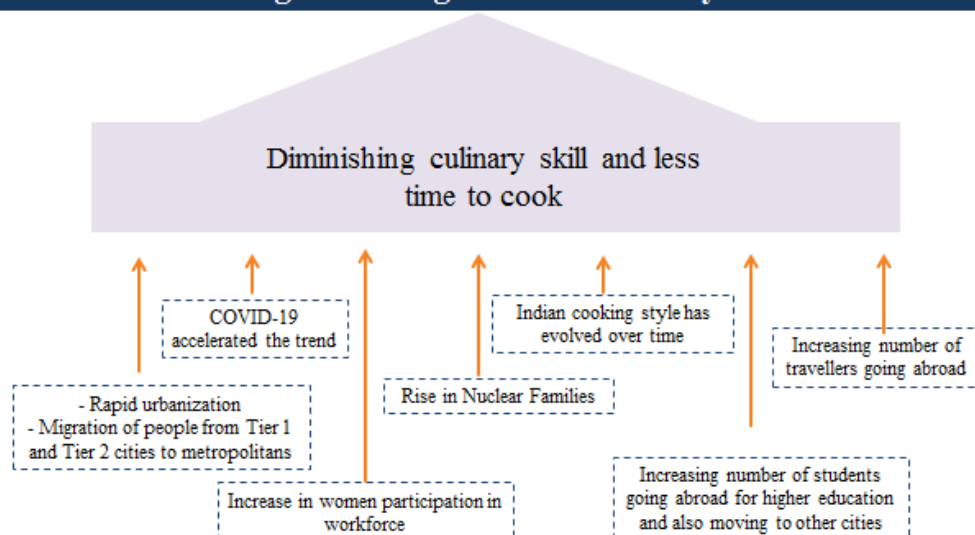 Diminishing culinary skill and less
time to cook
COVID-19
accelerated the trend
Indian cooking style has
evolved over time
Increasing number of
travellers going abroad
- Rapid urbanization
- Migration of people from Tier 1
and Tier 2 cities to metropolitans
Rise in Nuclear Families
Increase in women participation in
workforce
Increasing number of students
going abroad for higher education
and also moving to other cities